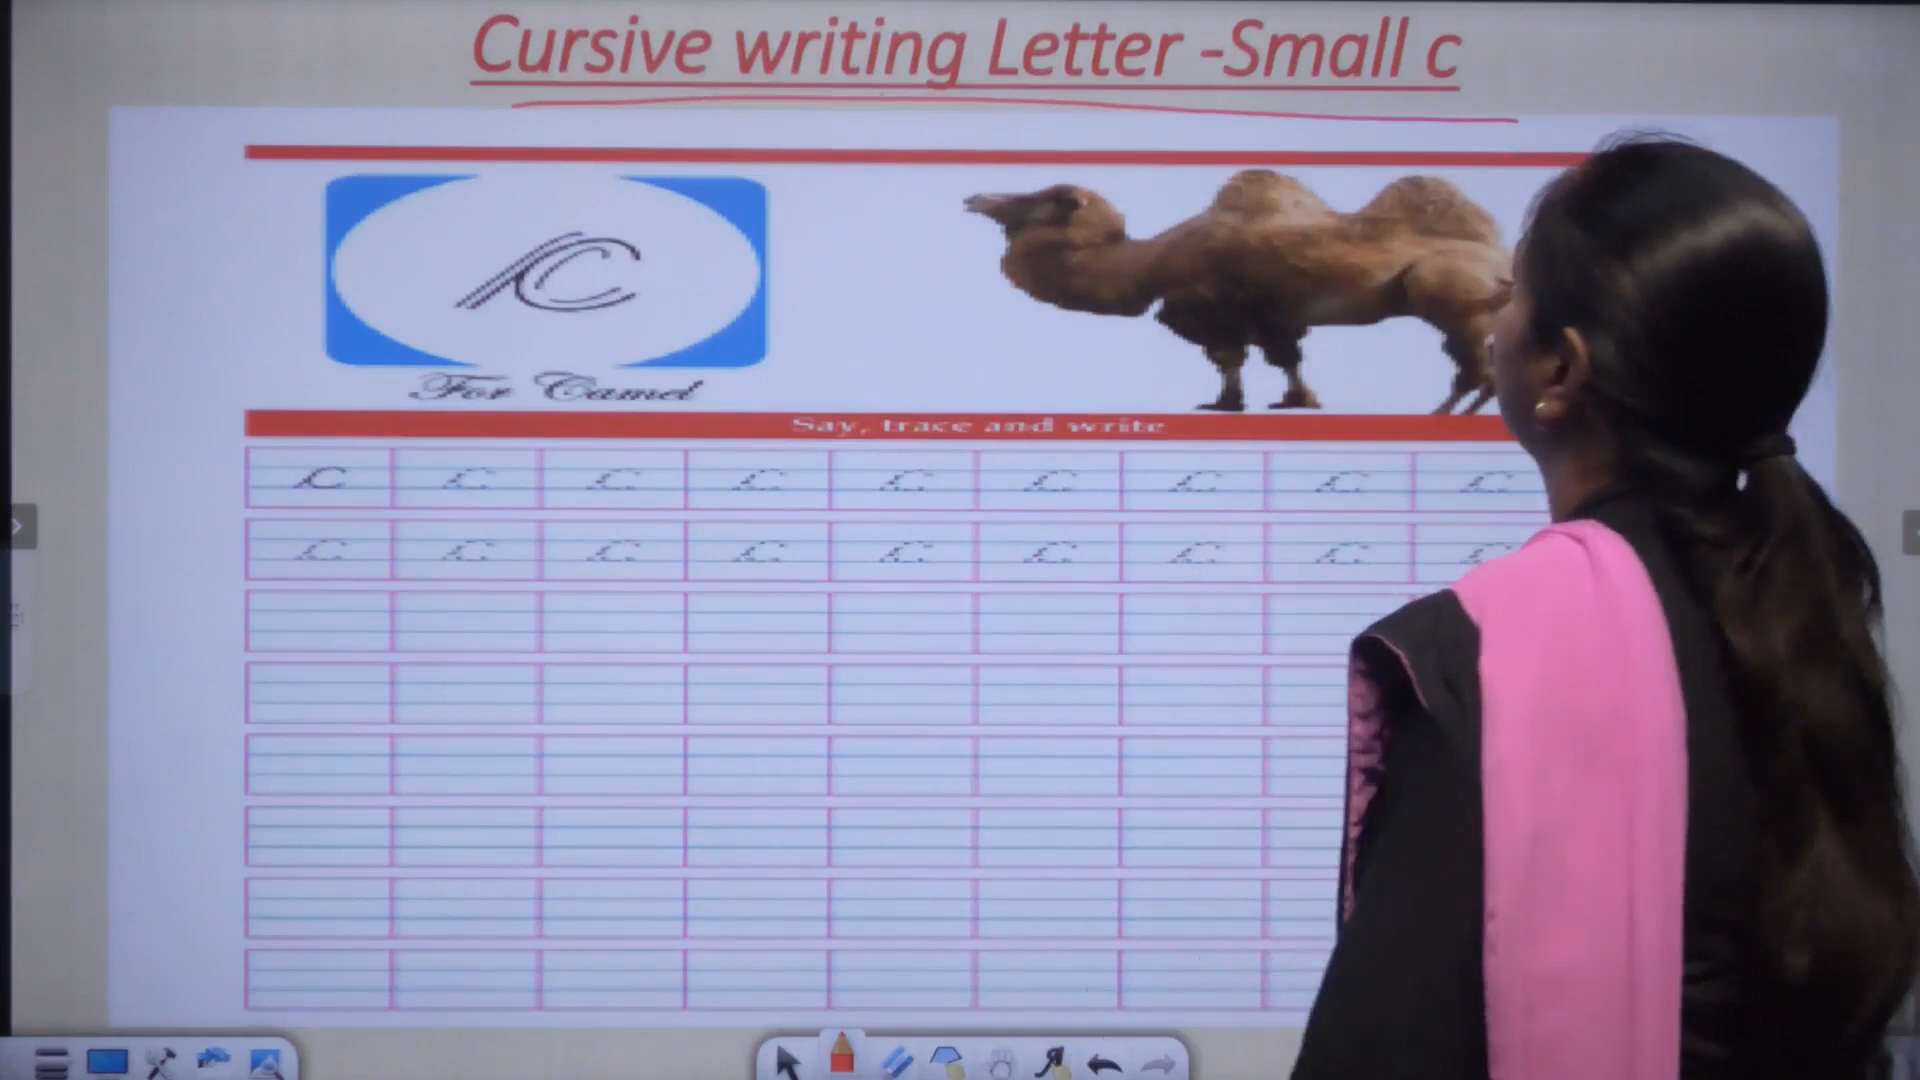 Cursive writing Letter -Small c
c
For Camel
Say, trace and write
c c c c c c c c c
c c c c c c c c c